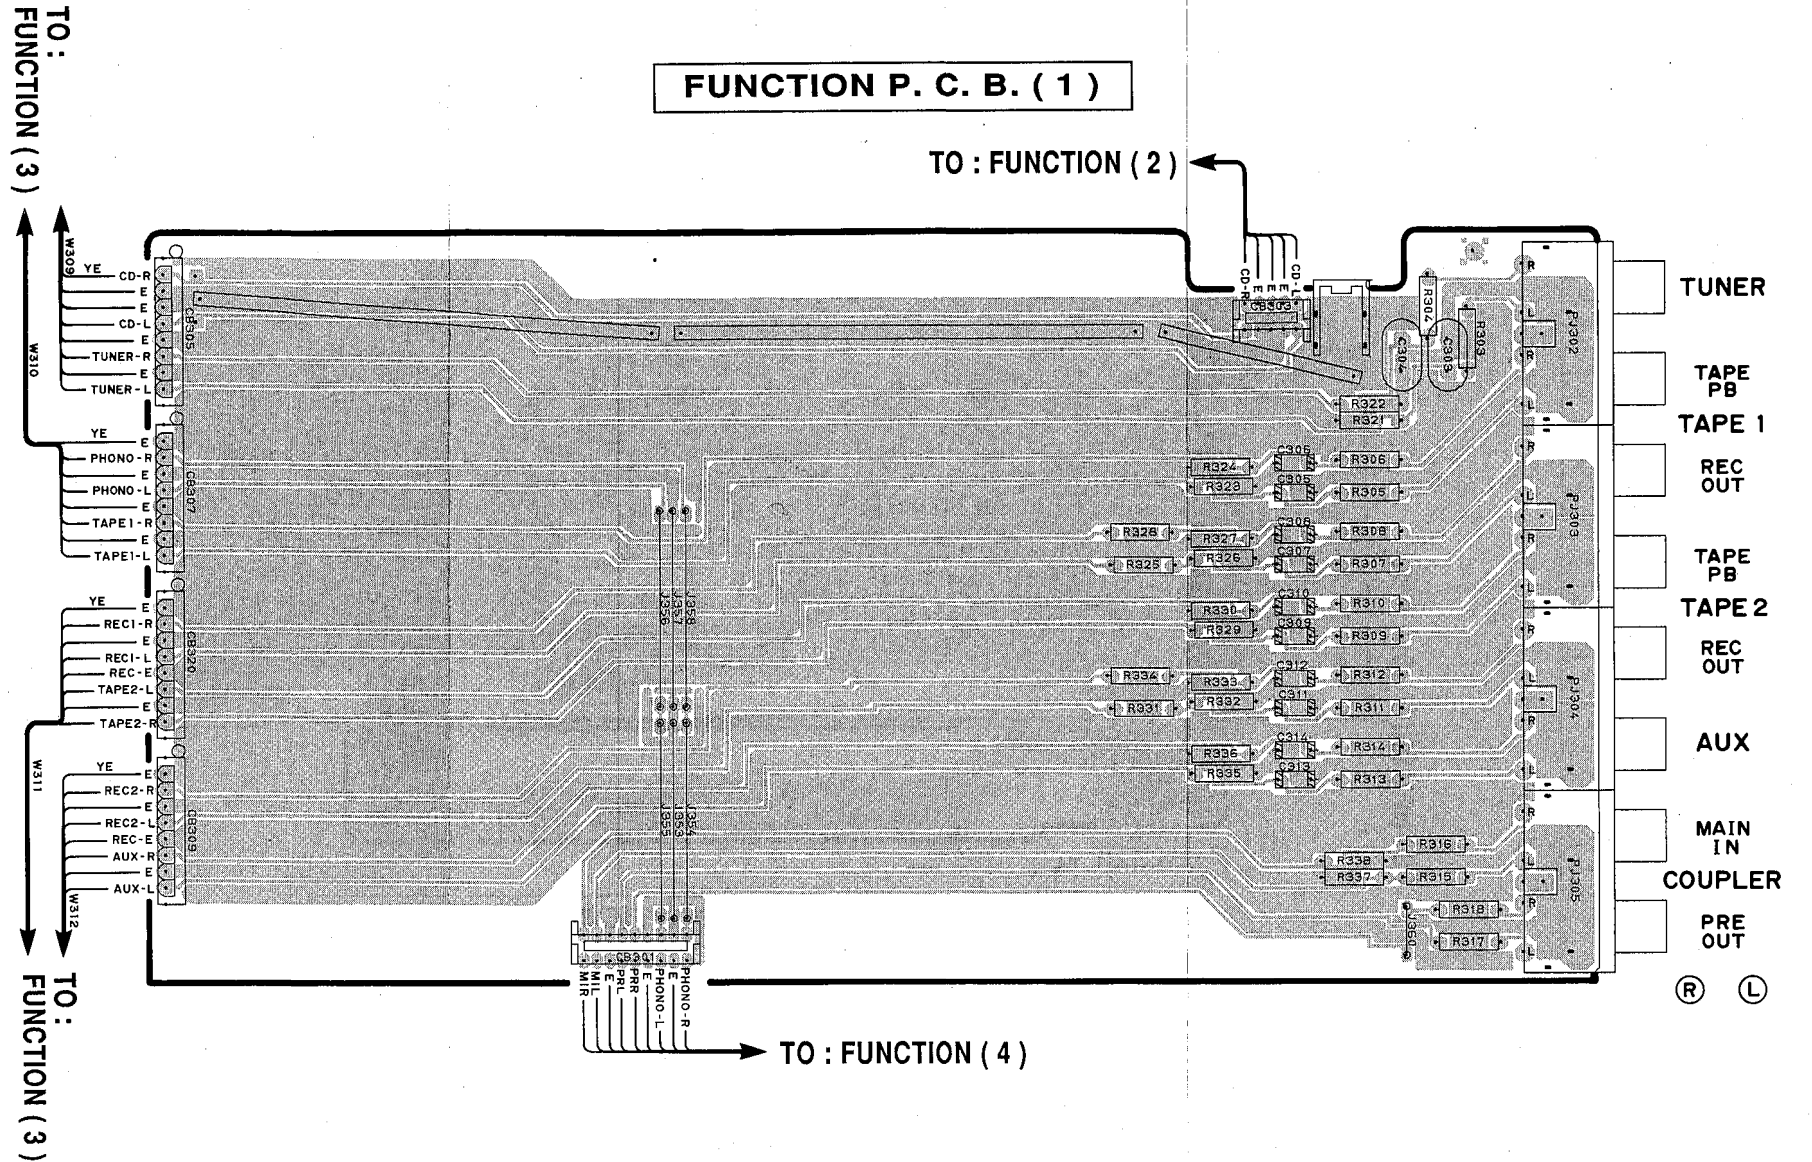 FUNCTION P. C. B. ( 1 )
TO :
FUNCTION ( 3 )
TO : FUNCTION ( 2 )
W309
W310
YE
CD-R
E
E
CD-L
E
TUNER-R
E
TUNER-L
CB305
YE
E
PHONO-R
E
PHONO-L
E
TAPE1-R
E
TAPE1-L
CB307
YE
E
REC1-R
E
REC1-L
REC-E
TAPE2-L
E
TAPE2-R
CB320
W311
YE
E
REC2-R
E
REC2-L
REC-E
AUX-R
E
AUX-L
CB309
W312
TO :
FUNCTION ( 3 )
CD-R
E
E
E
CD-L
CB303
R304
R303
C304
C303
R322
R321
R324
C306
R306
R323
C305
R305
R328
R327
C308
R308
R326
C307
R307
R325
R330
C310
R310
R329
C309
R309
R334
R333
C312
R312
R332
C311
R311
R331
R336
C314
R314
R335
C313
R313
R316
R338
R337
R315
R318
R317
J360
J356
J357
J358
J355
J353
J354
CB301
MIR
MIL
E
PRL
PRR
E
PHONO-L
E
PHONO-R
TO : FUNCTION ( 4 )
R
L
R
L
PJ302
R
L
R
L
PJ303
R
L
R
L
PJ304
R
L
R
L
PJ305
TUNER
TAPE
PB
TAPE 1
REC
OUT
TAPE
PB
TAPE 2
REC
OUT
AUX
MAIN
IN
COUPLER
PRE
OUT
R L